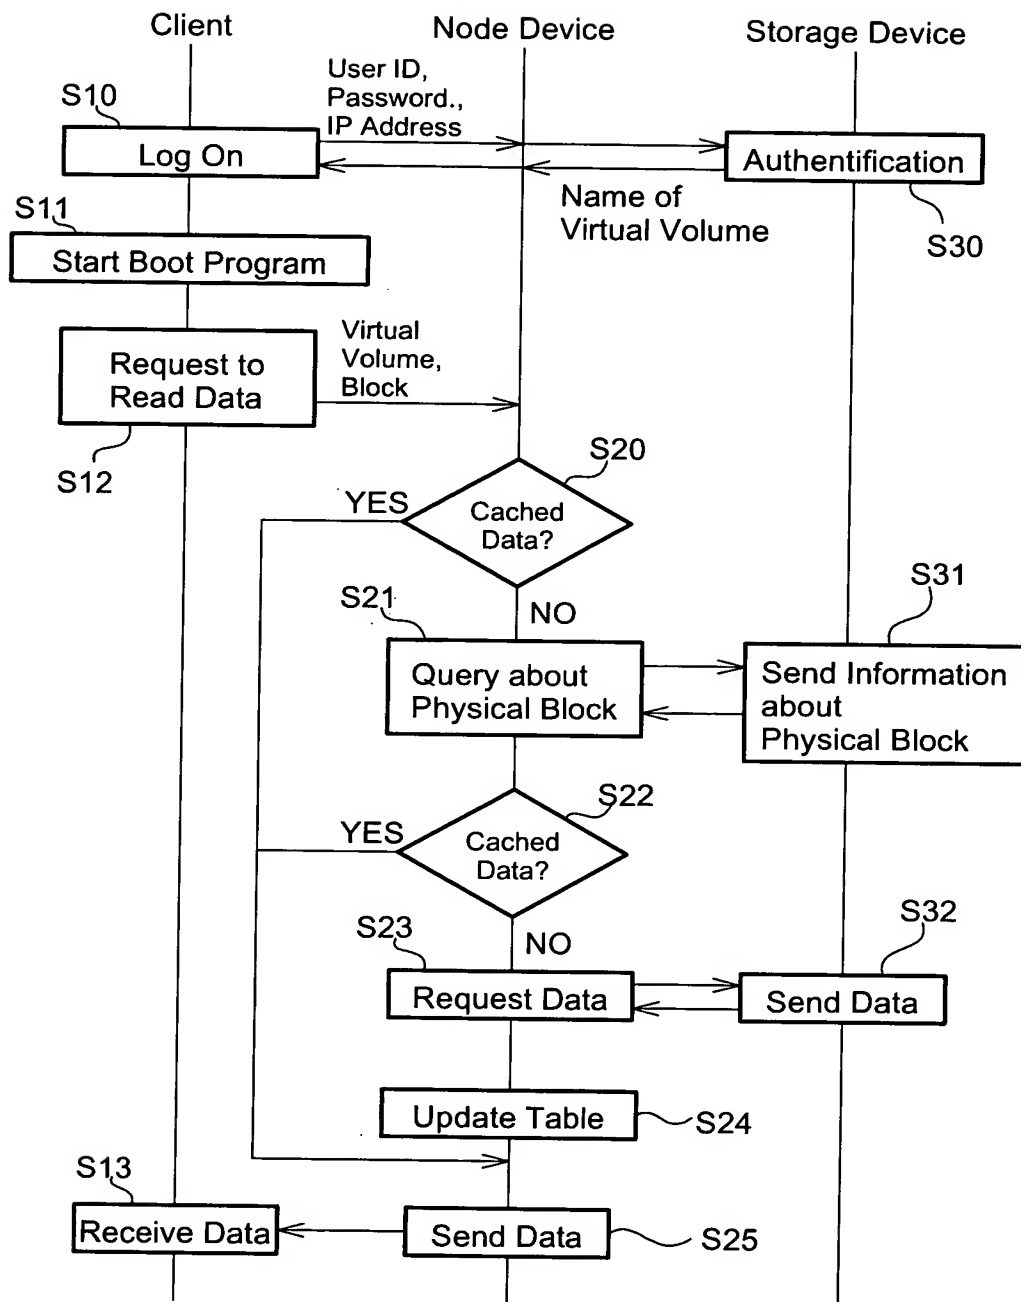 Client
Node Device
Storage Device
User ID,
Password.,
IP Address
S10
Log On
Authentification
Name of
Virtual Volume
S30
S11
Start Boot Program
Virtual
Volume,
Block
Request to
Read Data
S12
S20
YES
Cached
Data?
NO
S21
S31
Query about
Physical Block
Send Information
about
Physical Block
S22
YES
Cached
Data?
NO
S23
S32
Request Data
Send Data
Update Table
S24
S13
Receive Data
Send Data
S25